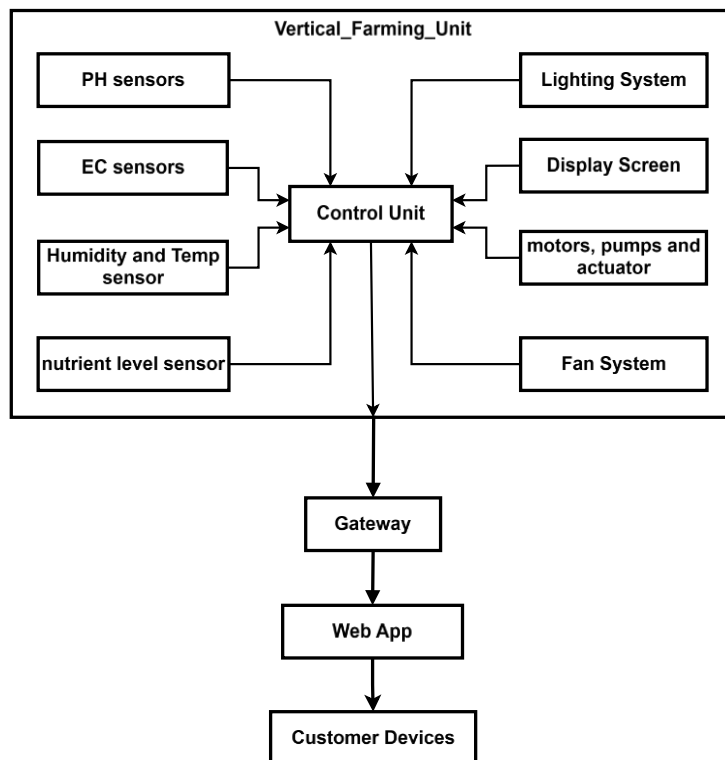 Vertical_Farming_Unit
PH sensors
Lighting System
EC sensors
Display Screen
Control Unit
Humidity and Temp
sensor
motors, pumps and
actuator
nutrient level sensor
Fan System
Gateway
Web App
Customer Devices